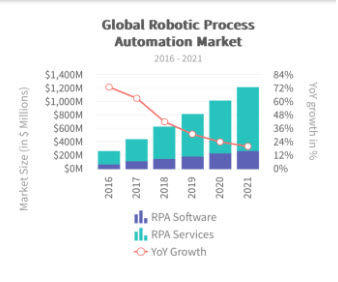 Global Robotic Process
Automation Market
2016 - 2021
Market Size (in $ Millions)
$1,400M
$1,200M
$1,000M
$800M
$600M
$400M
$200M
$0M
84%
72%
60%
48%
36%
24%
12%
0%
YoY growth in %
2016
2017
2018
2019
2020
2021
RPA Software
RPA Services
YoY Growth